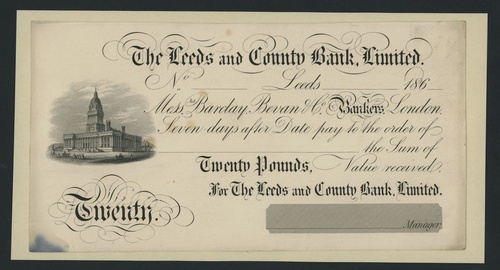 The Leeds and County Bank, Limited.
No Leeds 186
Mess.rs Barclay, Bevan & Co. Bankers, London
Seven days after Date pay to the order of
the Sum of
Twenty Pounds, Value received.
For The Leeds and County Bank, Limited.
Twenty.
Manager.